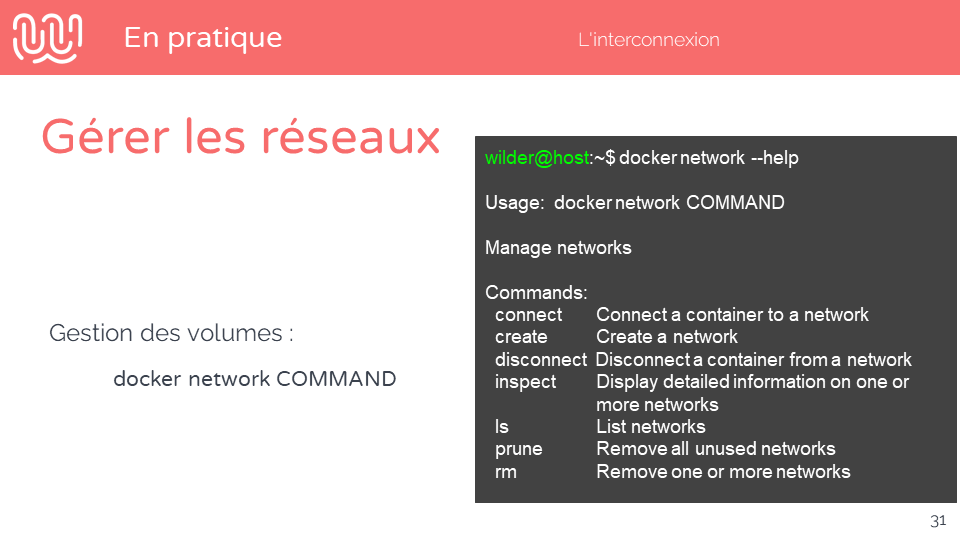 En pratique
L'interconnexion
Gérer les réseaux
Gestion des volumes :
docker network COMMAND
wilder@host:~$ docker network --help
Usage:  docker network COMMAND
Manage networks
Commands:
connect Connect a container to a network
create Create a network
disconnect Disconnect a container from a network
inspect Display detailed information on one or
more networks
ls List networks
prune Remove all unused networks
rm Remove one or more networks
31